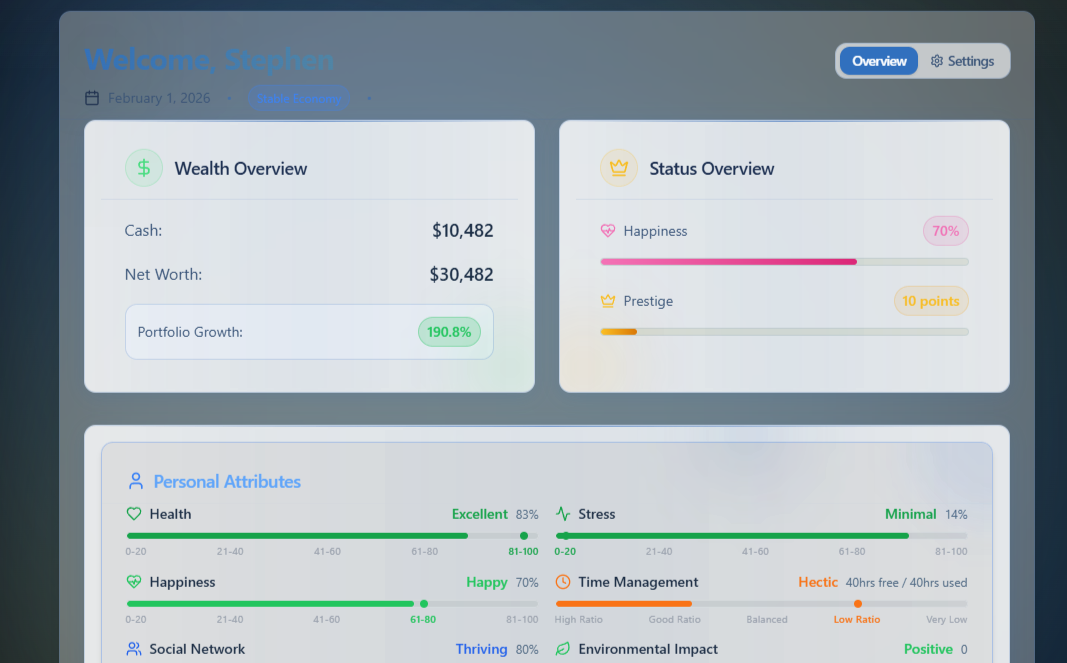 Welcome, Stephen
Overview
Settings
February 1, 2026
Wealth Overview
Cash: $10,482
Net Worth: $30,482
Portfolio Growth: 190.8%
Status Overview
Happiness 70%
Prestige 10 points
Personal Attributes
Health Excellent 83%
0-20 21-40 41-60 61-80 81-100
Stress Minimal 14%
0-20 21-40 41-60 61-80 81-100
Happiness Happy 70%
0-20 21-40 41-60 61-80 81-100
Time Management Hectic 40hrs free / 40hrs used
High Ratio Good Ratio Balanced Low Ratio Very Low
Social Network Thriving 80%
Environmental Impact Positive 0